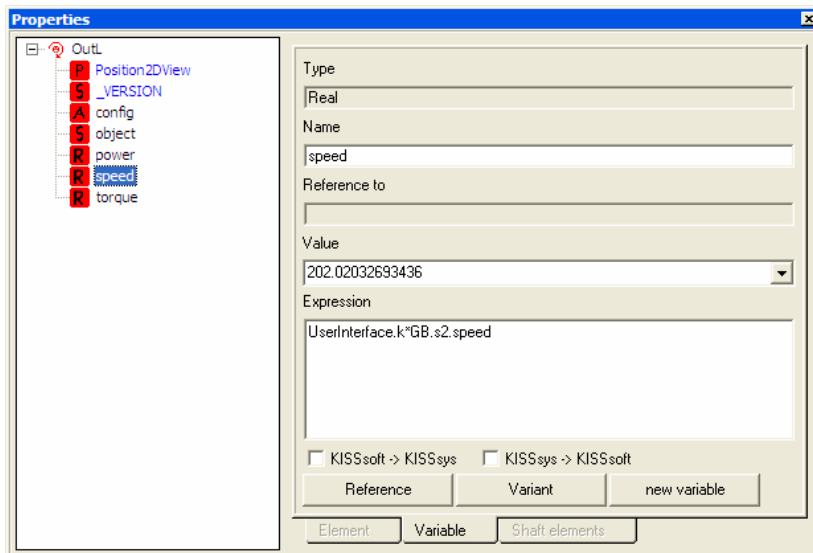 Properties
OutL
P Position2DView
S _VERSION
A config
S object
R power
R speed
R torque
Type
Real
Name
speed
Reference to
Value
202.02032693436
Expression
UserInterface.k*GB.s2.speed
KISSsoft -> KISSsys KISSsys -> KISSsoft
Reference Variant new variable
Element Variable Shaft elements